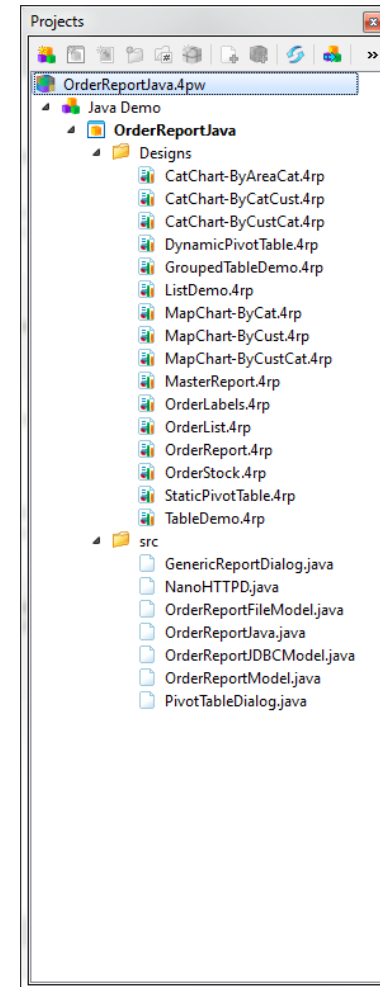 Projects
»
OrderReportJava.4pw
Java Demo
OrderReportJava
Designs
CatChart-ByAreaCat.4rp
CatChart-ByCatCust.4rp
CatChart-ByCustCat.4rp
DynamicPivotTable.4rp
GroupedTableDemo.4rp
ListDemo.4rp
MapChart-ByCat.4rp
MapChart-ByCust.4rp
MapChart-ByCustCat.4rp
MasterReport.4rp
OrderLabels.4rp
OrderList.4rp
OrderReport.4rp
OrderStock.4rp
StaticPivotTable.4rp
TableDemo.4rp
src
GenericReportDialog.java
NanoHTTPD.java
OrderReportFileModel.java
OrderReportJava.java
OrderReportJDBCModel.java
OrderReportModel.java
PivotTableDialog.java